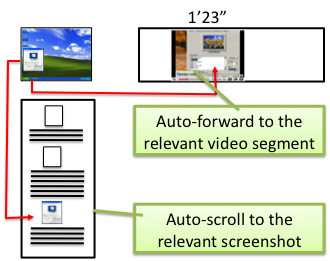 1’23”
Auto-forward to the
relevant video segment
Auto-scroll to the
relevant screenshot